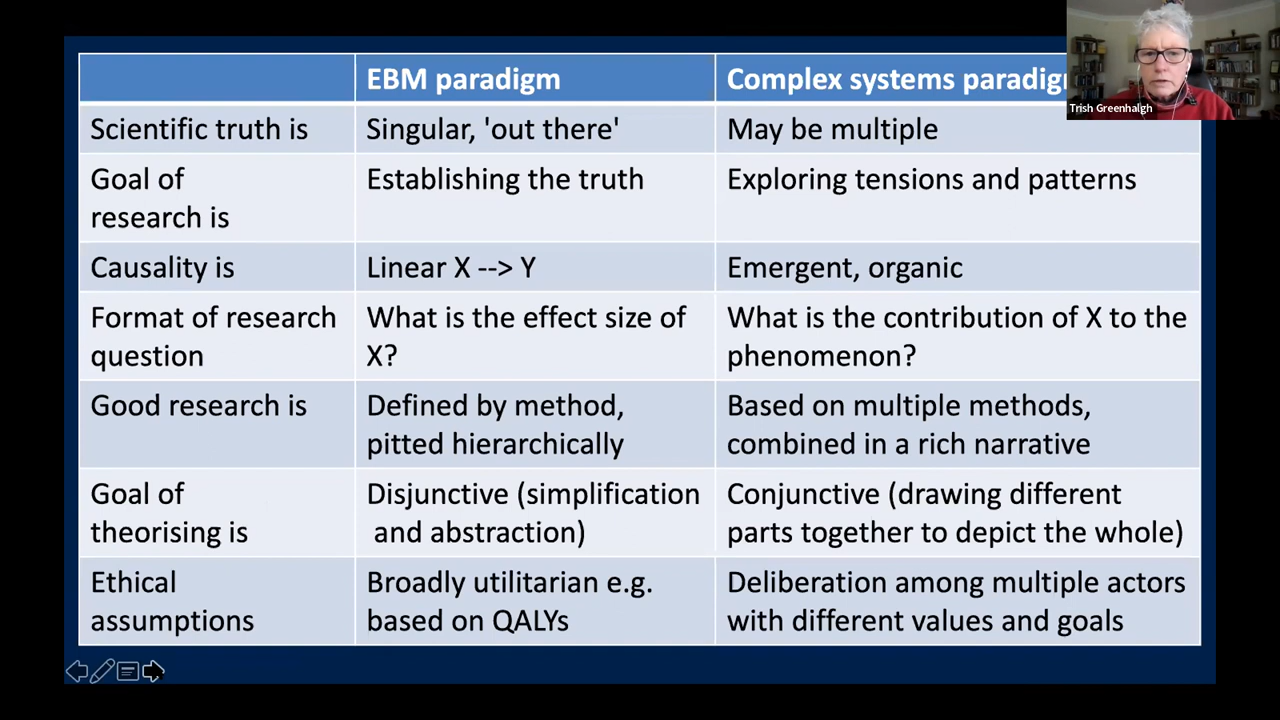 EBM paradigm
Complex systems
Trish Greenhalgh
Scientific truth is
Singular, 'out there'
May be multiple
Goal of
research is
Establishing the truth
Exploring tensions and patterns
Causality is
Linear X --> Y
Emergent, organic
Format of research
question
What is the effect size of
X?
What is the contribution of X to the
phenomenon?
Good research is
Defined by method,
pitted hierarchically
Based on multiple methods,
combined in a rich narrative
Goal of
theorising is
Disjunctive (simplification
and abstraction)
Conjunctive (drawing different
parts together to depict the whole)
Ethical
assumptions
Broadly utilitarian e.g.
based on QALYs
Deliberation among multiple actors
with different values and goals